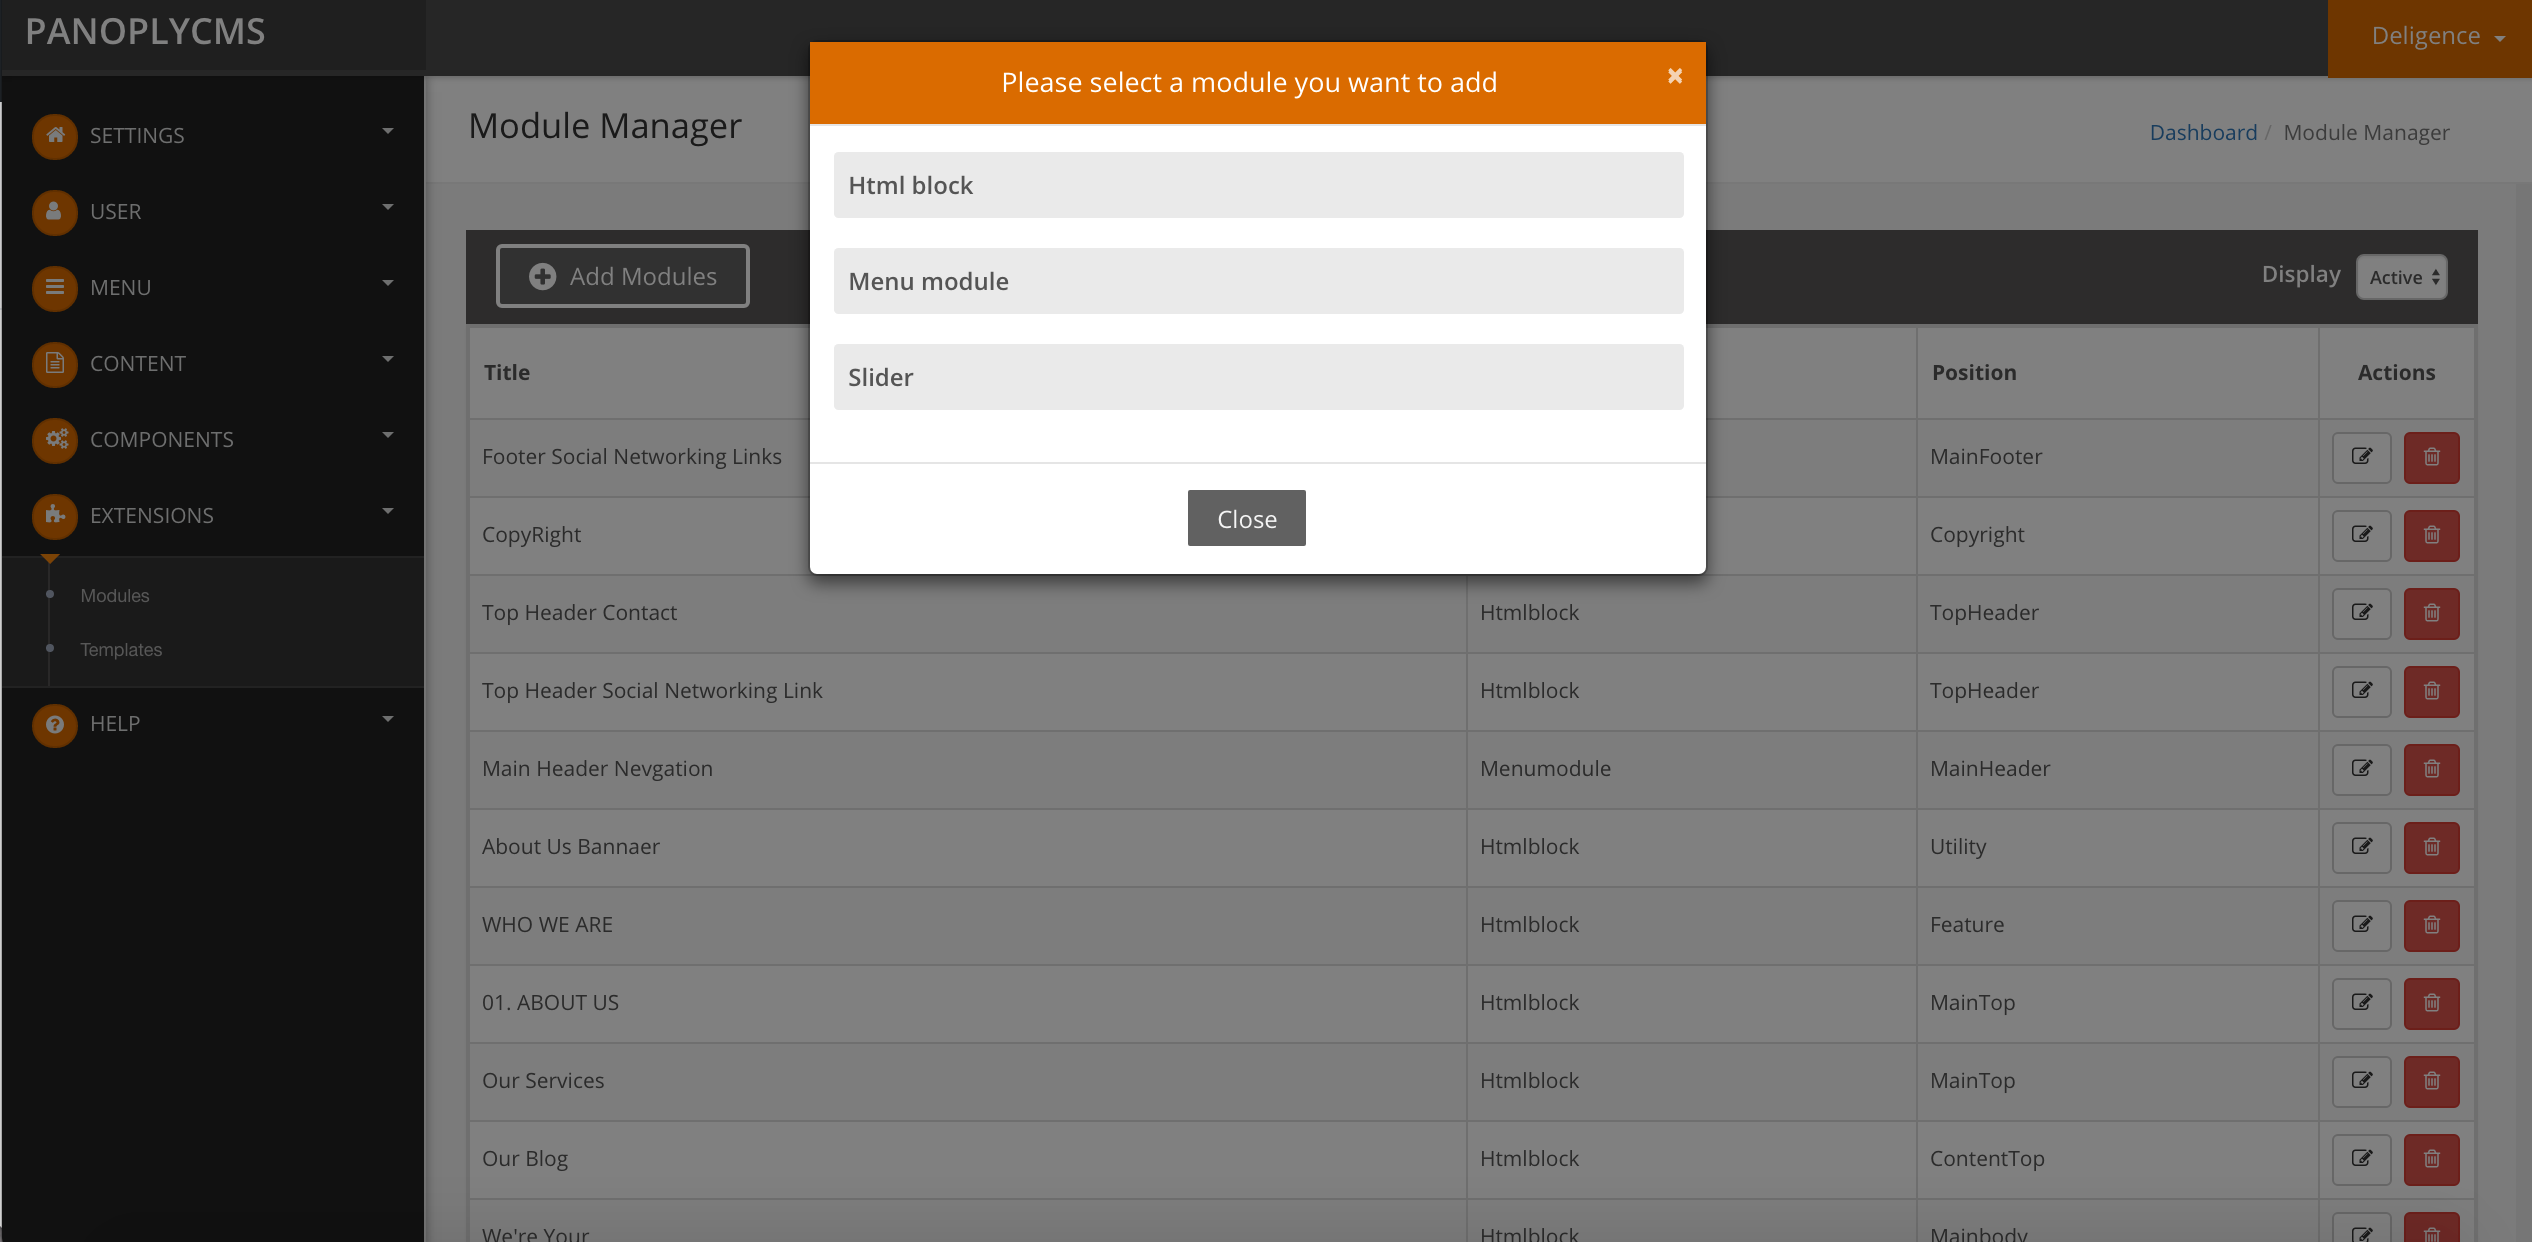 PANOPLYCMS
Deligence
Please select a module you want to add
×
SETTINGS
USER
MENU
CONTENT
COMPONENTS
EXTENSIONS
Modules
Templates
HELP
Module Manager
Dashboard / Module Manager
Html block
Menu module
Slider
Close
Add Modules
Display Active
Title Position Actions
Footer Social Networking Links MainFooter
CopyRight Copyright
Top Header Contact Htmlblock TopHeader
Top Header Social Networking Link Htmlblock TopHeader
Main Header Nevgation Menumodule MainHeader
About Us Bannaer Htmlblock Utility
WHO WE ARE Htmlblock Feature
01. ABOUT US Htmlblock MainTop
Our Services Htmlblock MainTop
Our Blog Htmlblock ContentTop
We're Your Htmlblock Mainbody